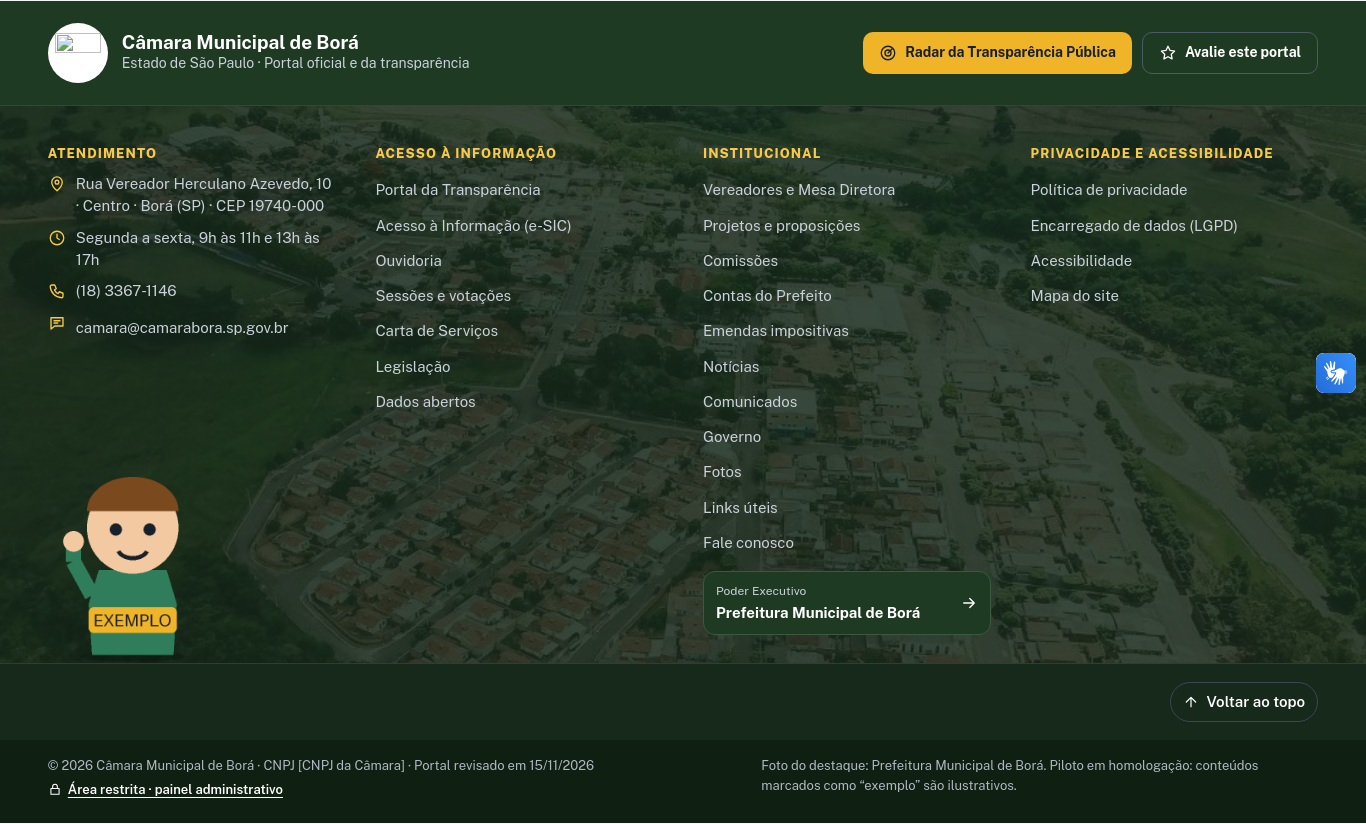 Câmara Municipal de Borá
Estado de São Paulo · Portal oficial e da transparência
Radar da Transparência Pública
Avalie este portal
ATENDIMENTO
Rua Vereador Herculano Azevedo, 10
· Centro · Borá (SP) · CEP 19740-000
Segunda a sexta, 9h às 11h e 13h às
17h
(18) 3367-1146
camara@camarabora.sp.gov.br
EXEMPLO
ACESSO À INFORMAÇÃO
Portal da Transparência
Acesso à Informação (e-SIC)
Ouvidoria
Sessões e votações
Carta de Serviços
Legislação
Dados abertos
INSTITUCIONAL
Vereadores e Mesa Diretora
Projetos e proposições
Comissões
Contas do Prefeito
Emendas impositivas
Notícias
Comunicados
Governo
Fotos
Links úteis
Fale conosco
Poder Executivo
Prefeitura Municipal de Borá
PRIVACIDADE E ACESSIBILIDADE
Política de privacidade
Encarregado de dados (LGPD)
Acessibilidade
Mapa do site
Voltar ao topo
© 2026 Câmara Municipal de Borá · CNPJ [CNPJ da Câmara] · Portal revisado em 15/11/2026
Área restrita · painel administrativo
Foto do destaque: Prefeitura Municipal de Borá. Piloto em homologação: conteúdos
marcados como “exemplo” são ilustrativos.